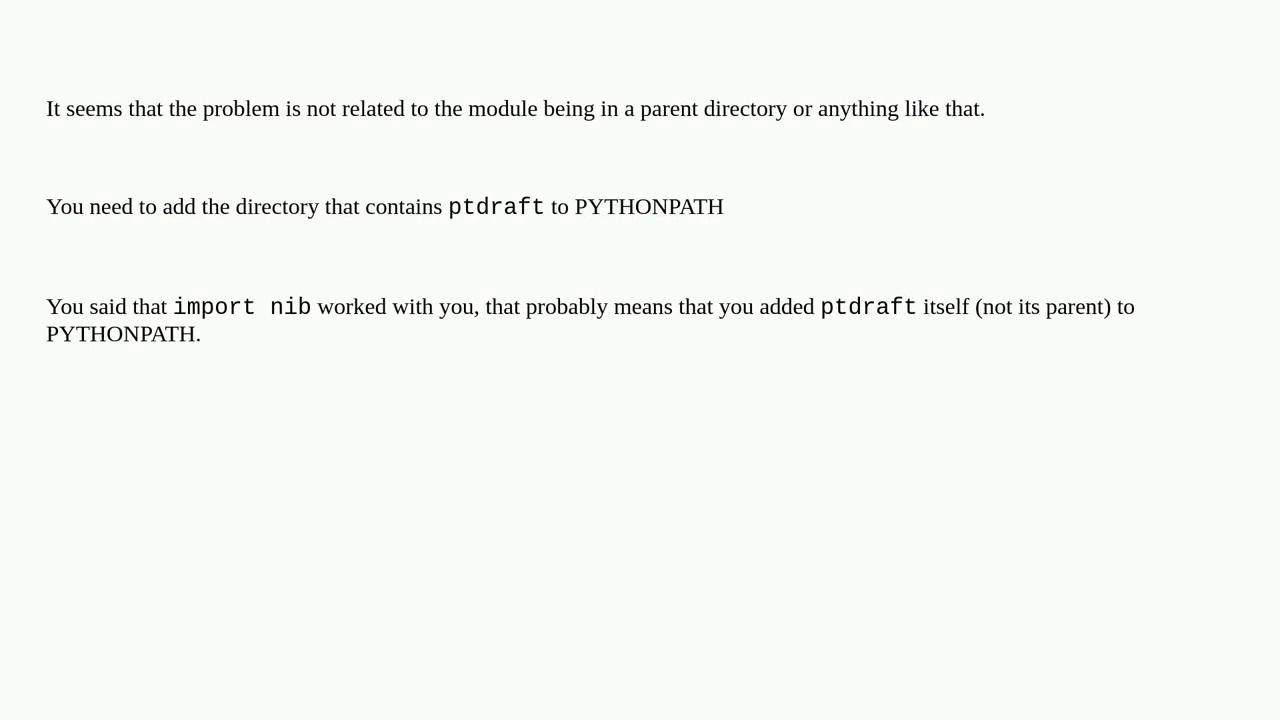 It seems that the problem is not related to the module being in a parent directory or anything like that.
You need to add the directory that contains ptdraft to PYTHONPATH
You said that import nib worked with you, that probably means that you added ptdraft itself (not its parent) to
PYTHONPATH.